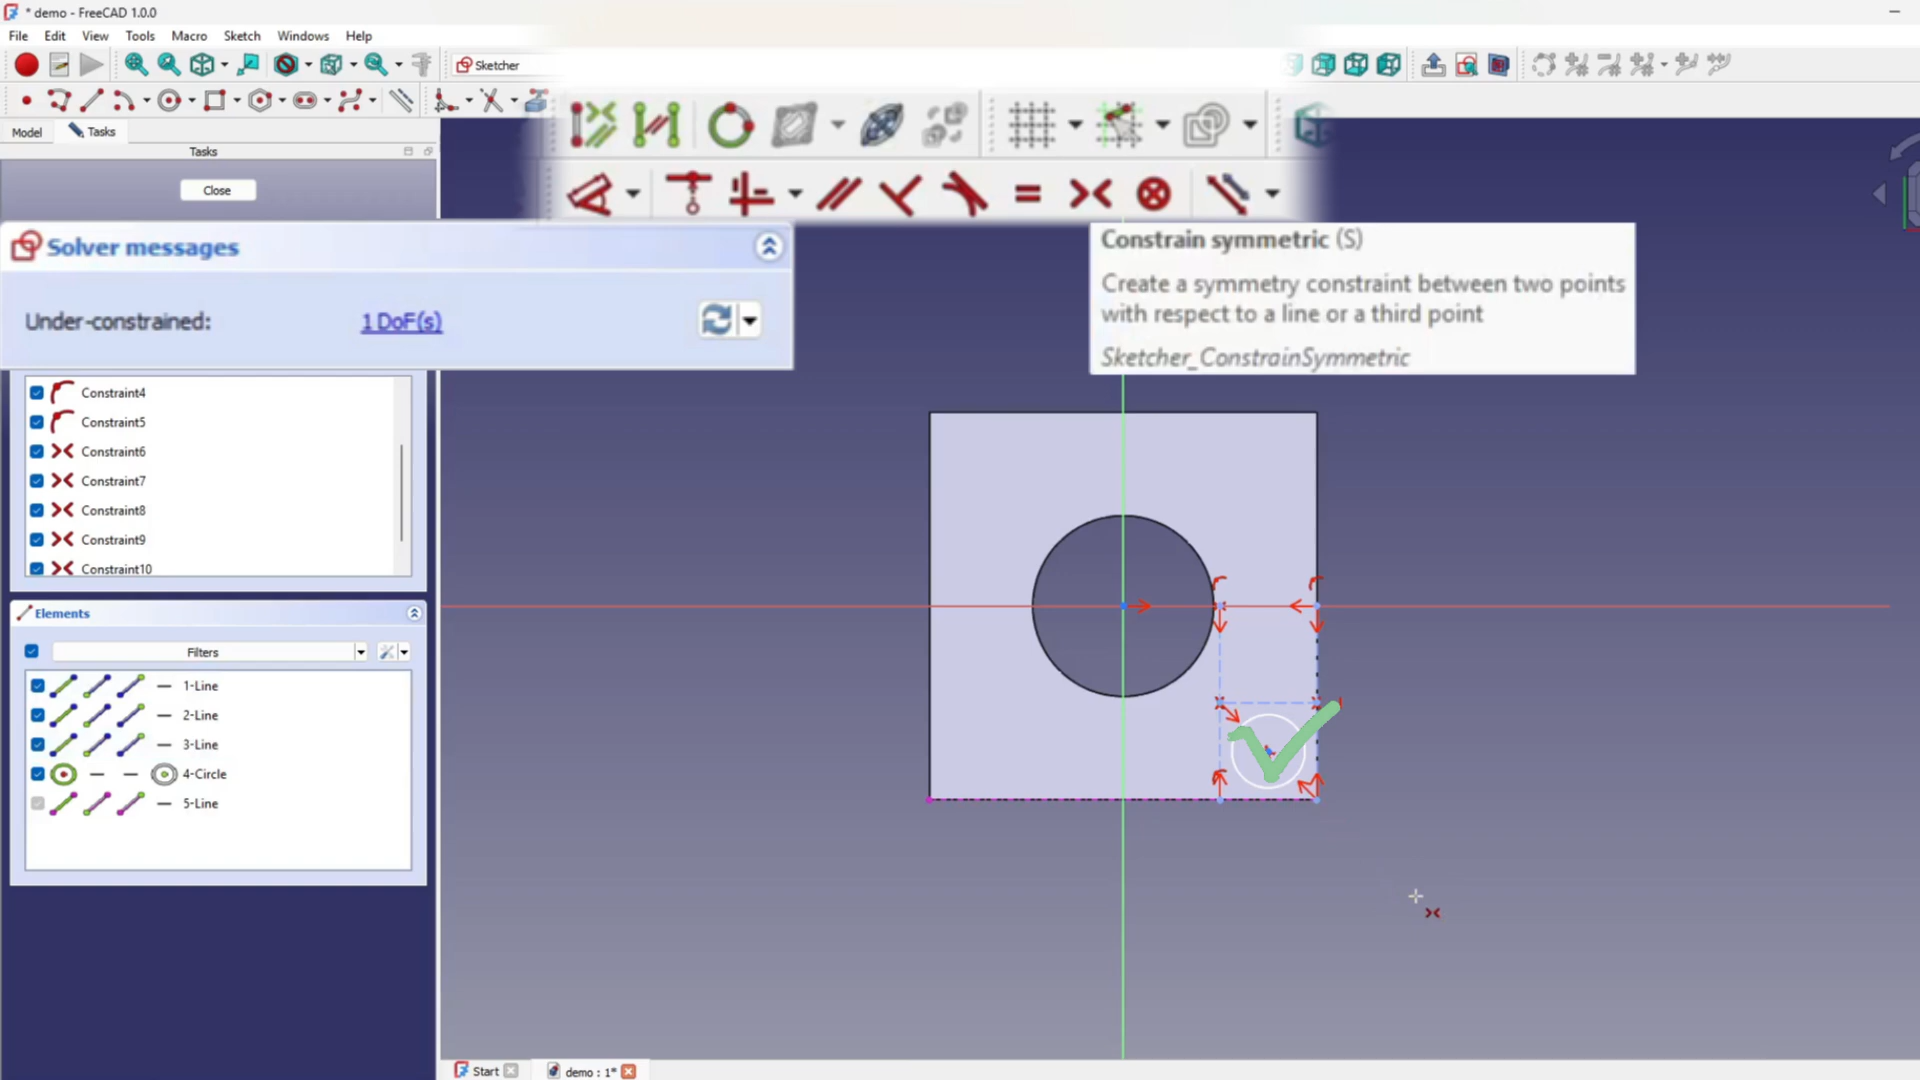 * demo - FreeCAD 1.0.0
File Edit View Tools Macro Sketch Windows Help
Sketcher
Model Tasks
Tasks
Close
Solver messages
Under-constrained: 1 DoF(s)
Constrain symmetric (S)
Create a symmetry constraint between two points
with respect to a line or a third point
Sketcher_ConstrainSymmetric
Constraint4
Constraint5
Constraint6
Constraint7
Constraint8
Constraint9
Constraint10
Elements
Filters
1-Line
2-Line
3-Line
4-Circle
5-Line
Start demo : 1*